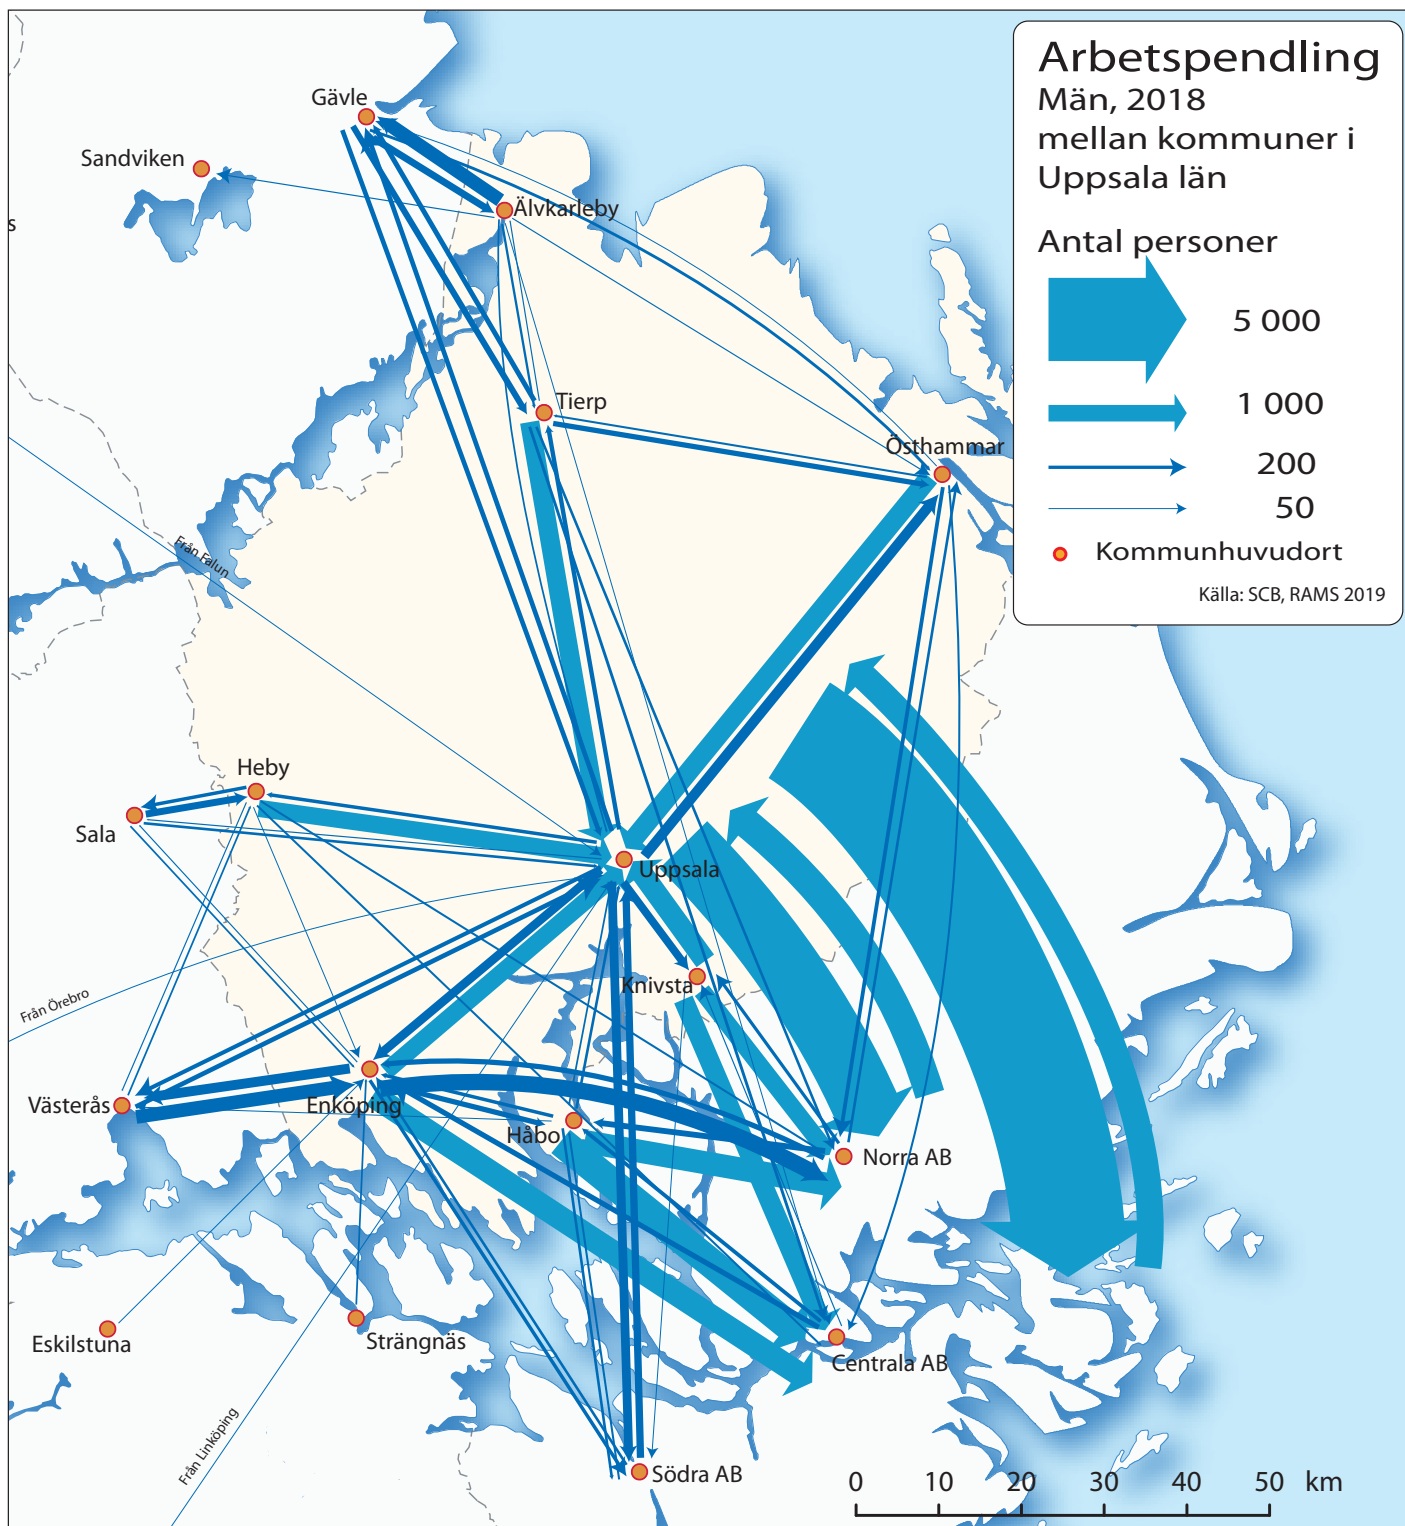 Arbetspendling
Män, 2018
mellan kommuner i
Uppsala län
Antal personer
5 000
1 000
200
50
Kommunhuvudort
Källa: SCB, RAMS 2019
Gävle
Sandviken
Älvkarleby
s
Tierp
Östhammar
Från Falun
Heby
Sala
Uppsala
Knivsta
Från Örebro
Västerås
Enköping
Håbo
Norra AB
Eskilstuna
Strängnäs
Centrala AB
Från Linköping
Södra AB
0 10 20 30 40 50 km